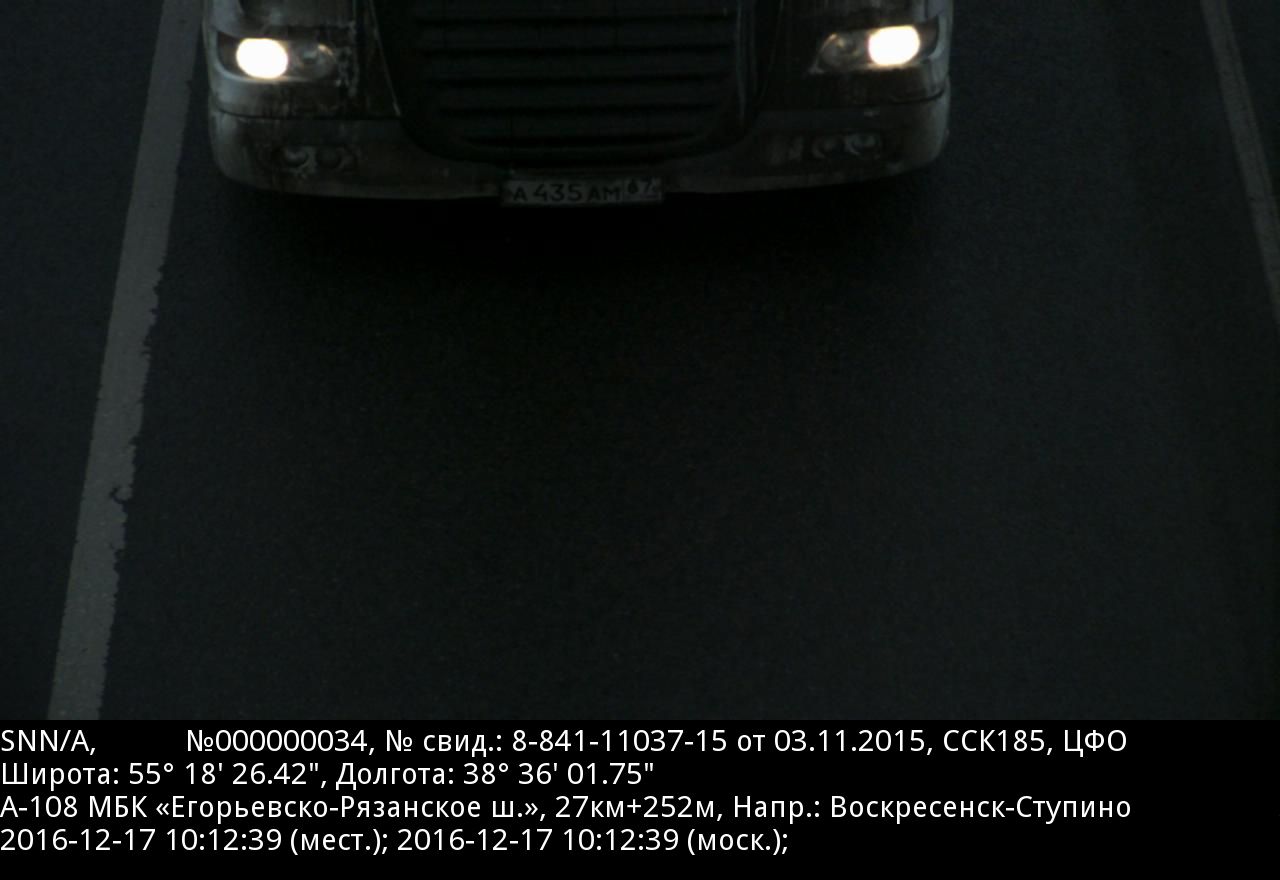 А 435 АМ 67
SNN/A, №000000034, № свид.: 8-841-11037-15 от 03.11.2015, ССК185, ЦФО
Широта: 55° 18' 26.42", Долгота: 38° 36' 01.75"
А-108 МБК «Егорьевско-Рязанское ш.», 27км+252м, Напр.: Воскресенск-Ступино
2016-12-17 10:12:39 (мест.); 2016-12-17 10:12:39 (моск.);